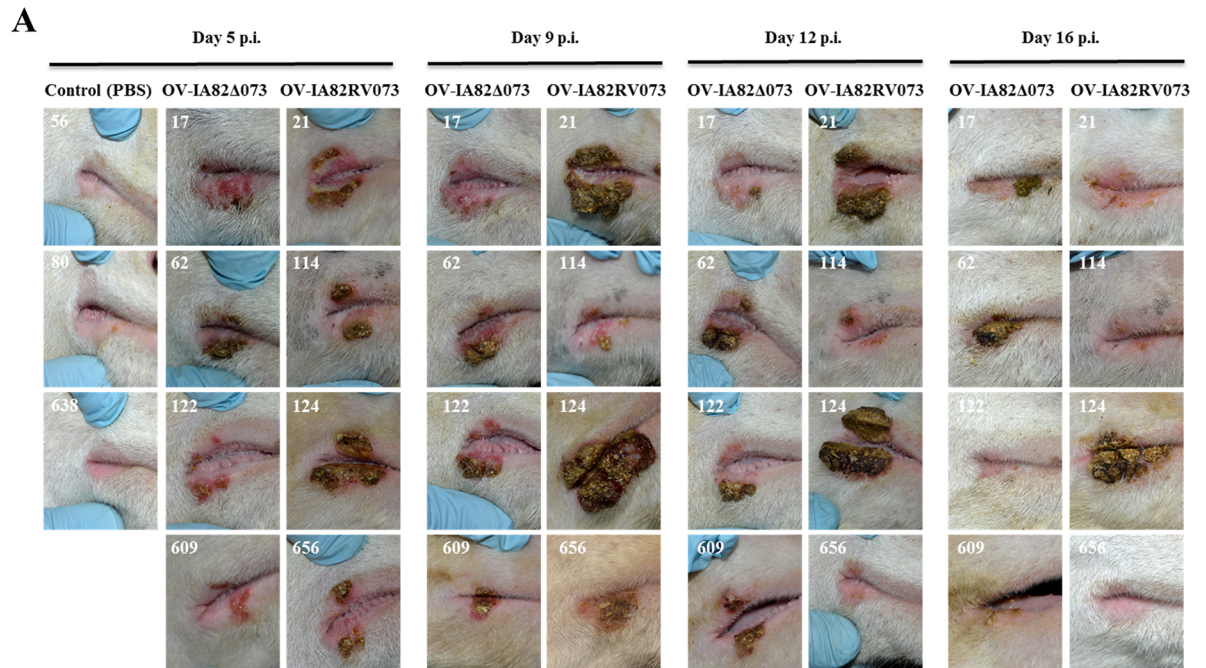 A
Day 5 p.i. Day 9 p.i. Day 12 p.i. Day 16 p.i.
Control (PBS) OV-IA82Δ073 OV-IA82RV073 OV-IA82Δ073 OV-IA82RV073 OV-IA82Δ073 OV-IA82RV073 OV-IA82Δ073 OV-IA82RV073
56 17 21 17 21 17 21 17 21
80 62 114 62 114 62 114 62 114
638 122 124 122 124 122 124 122 124
609 656 609 656 609 656 609 656